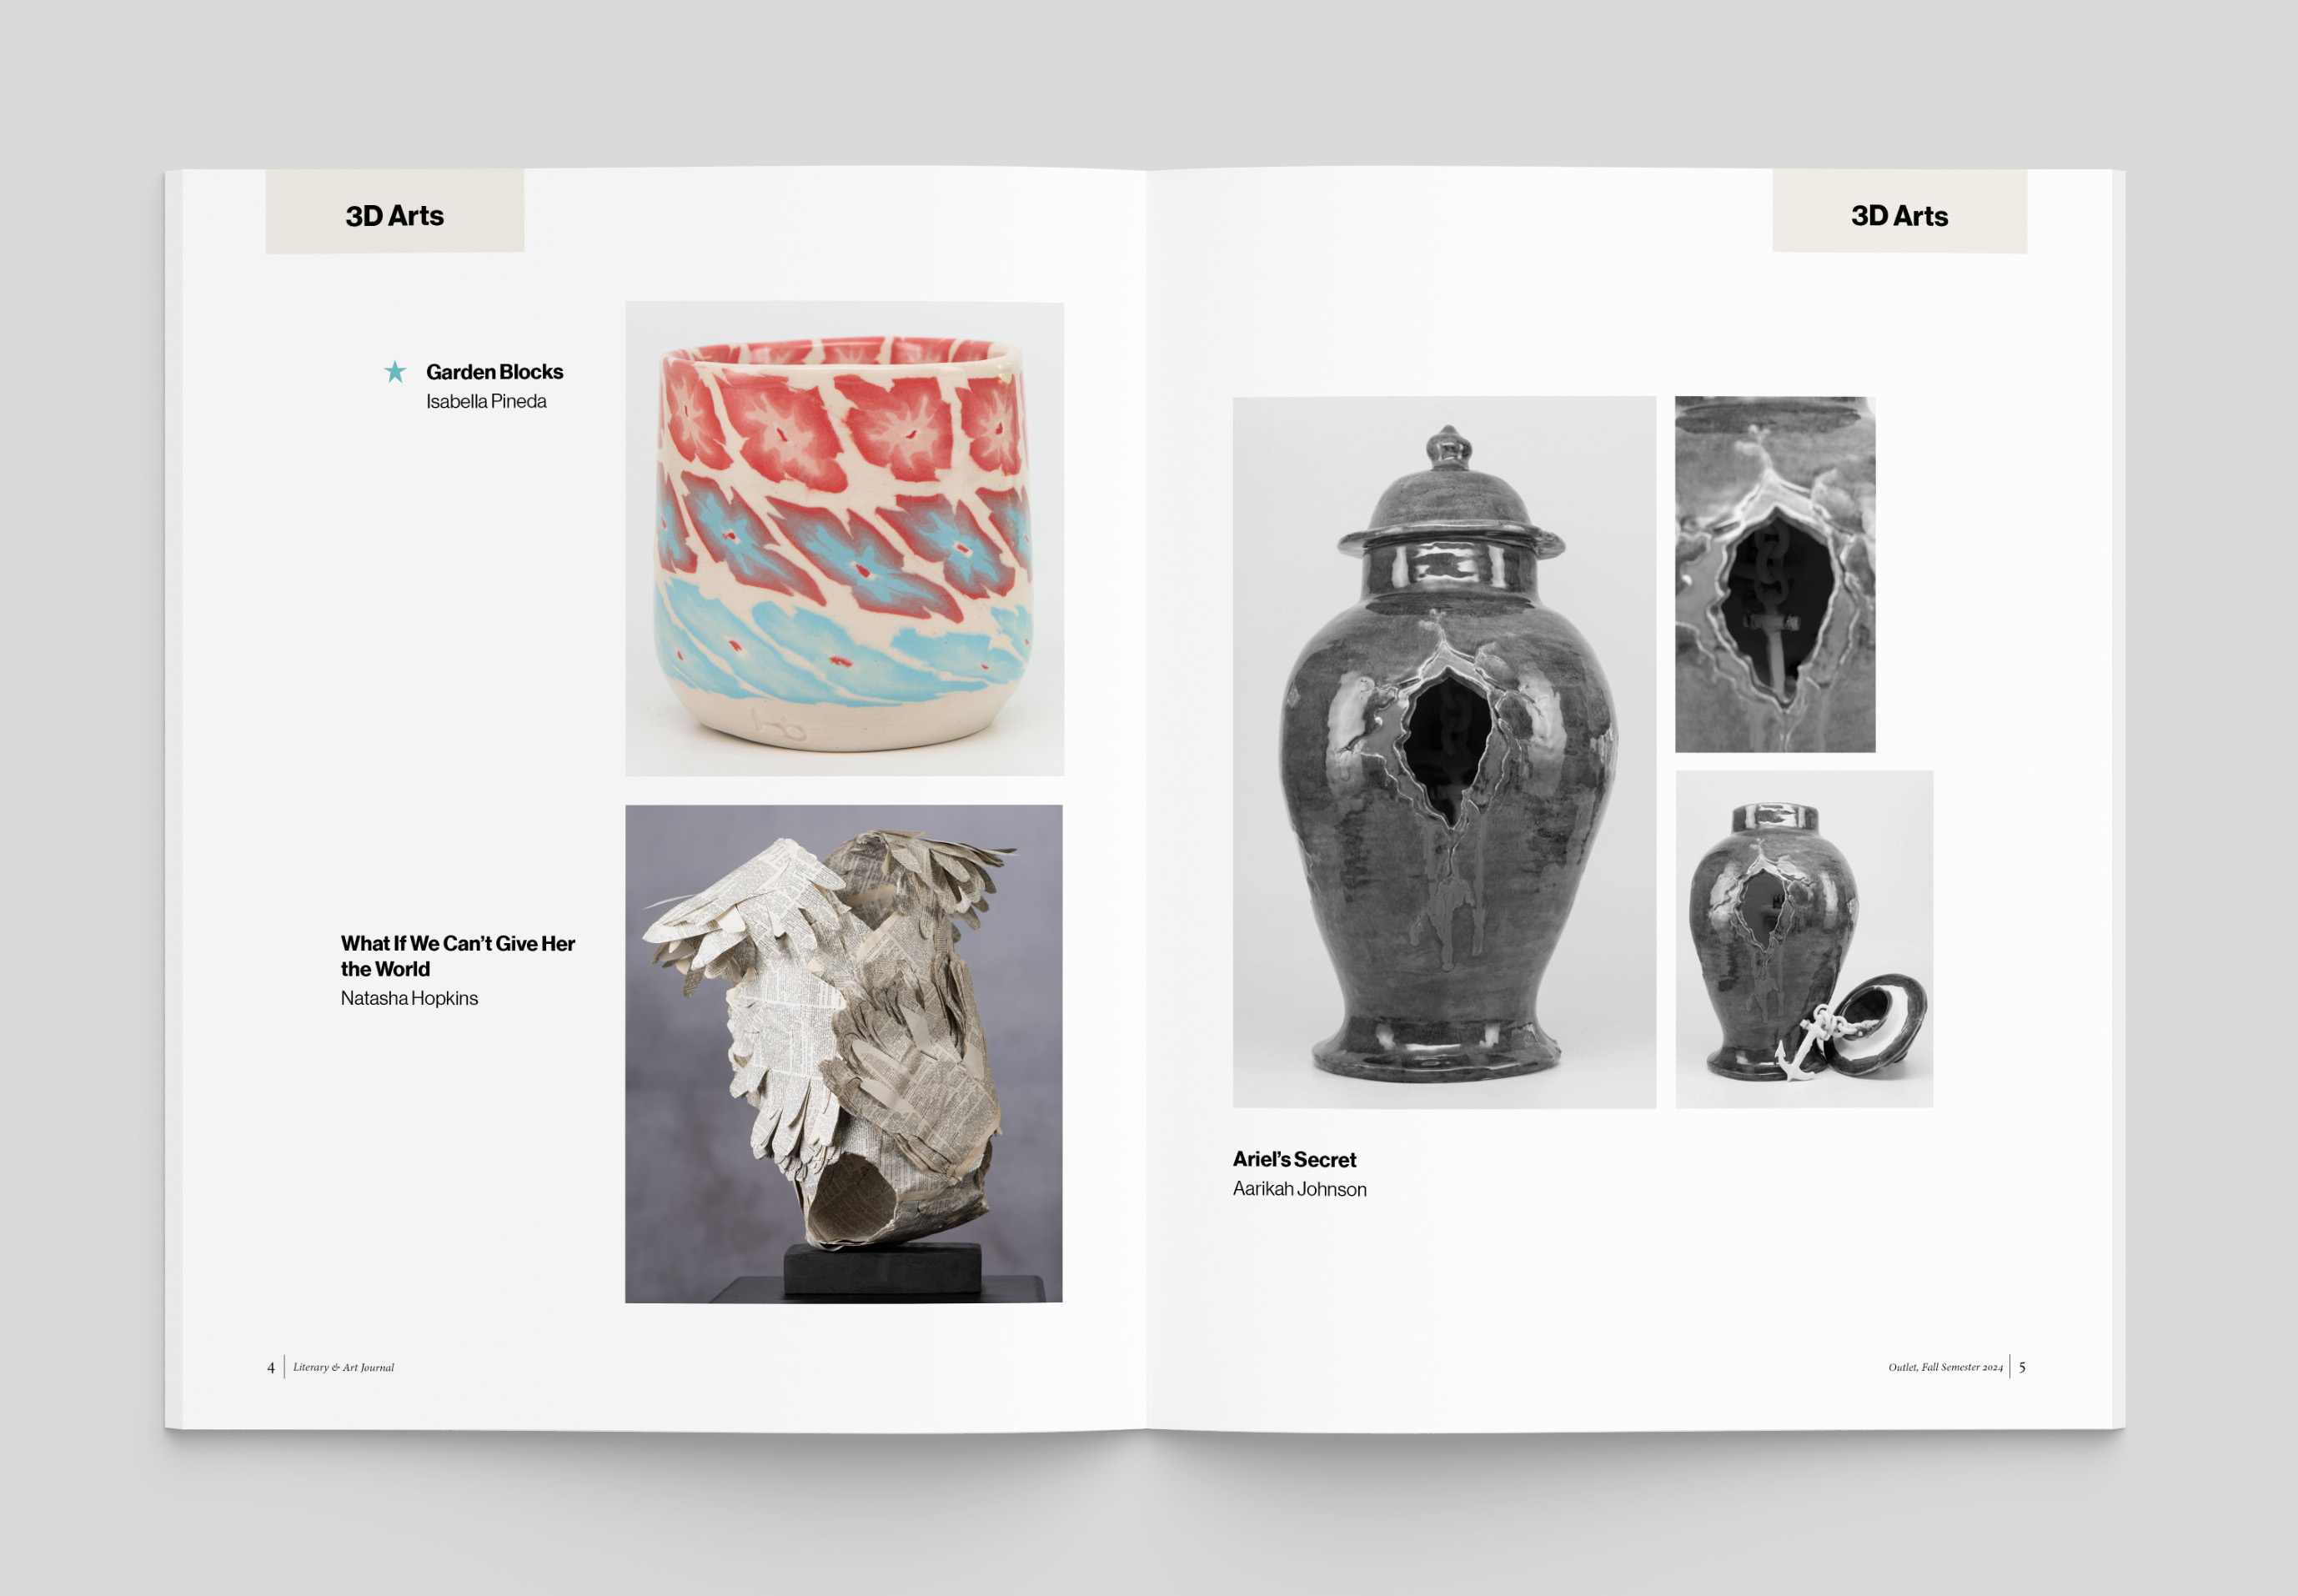 3D Arts
Garden Blocks
Isabella Pineda
What If We Can't Give Her
the World
Natasha Hopkins
4 | Literary & Art Journal
3D Arts
Ariel's Secret
Aarikah Johnson
Outlet, Fall Semester 2024 | 5